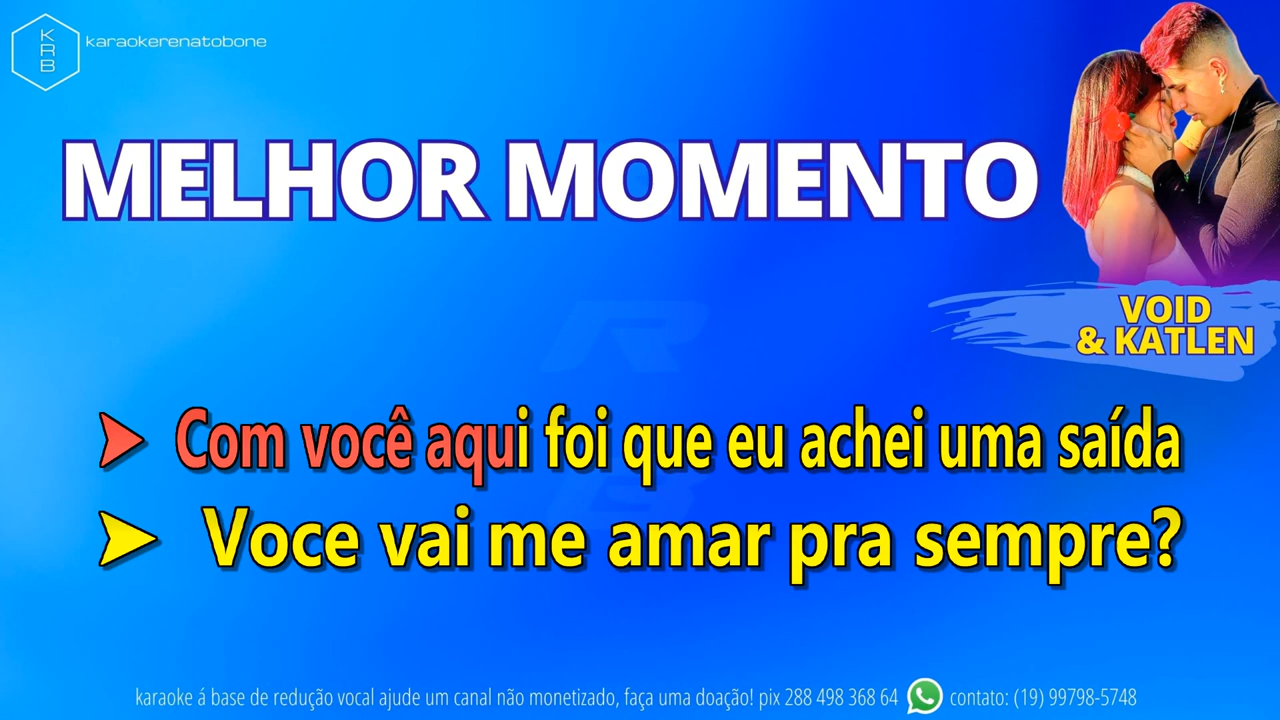 KRB
karaokerenatobone
MELHOR MOMENTO
VOID
& KATLEN
Com você aqui foi que eu achei uma saída
Voce vai me amar pra sempre?
karaoke á base de redução vocal ajude um canal não monetizado, faça uma doação! pix 288 498 368 64 contato: (19) 99798-5748